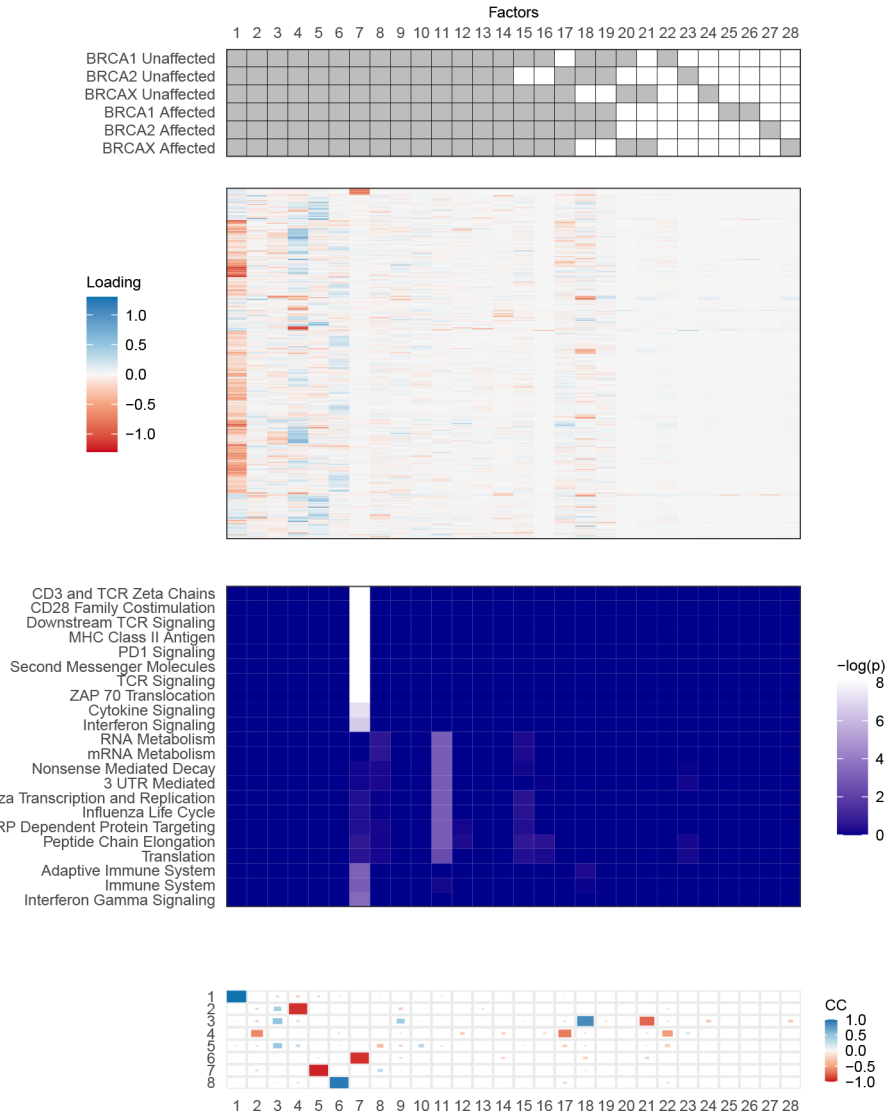 Factors
1 2 3 4 5 6 7 8 9 10 11 12 13 14 15 16 17 18 19 20 21 22 23 24 25 26 27 28
BRCA1 Unaffected
BRCA2 Unaffected
BRCAX Unaffected
BRCA1 Affected
BRCA2 Affected
BRCAX Affected
Loading
1.0
0.5
0.0
−0.5
−1.0
CD3 and TCR Zeta Chains
CD28 Family Costimulation
Downstream TCR Signaling
MHC Class II Antigen
PD1 Signaling
Second Messenger Molecules
TCR Signaling
ZAP 70 Translocation
Cytokine Signaling
Interferon Signaling
RNA Metabolism
mRNA Metabolism
Nonsense Mediated Decay
3 UTR Mediated
za Transcription and Replication
Influenza Life Cycle
RP Dependent Protein Targeting
Peptide Chain Elongation
Translation
Adaptive Immune System
Immune System
Interferon Gamma Signaling
−log(p)
8
6
4
2
0
1
2
3
4
5
6
7
8
CC
1.0
0.5
0.0
−0.5
−1.0
1 2 3 4 5 6 7 8 9 10 11 12 13 14 15 16 17 18 19 20 21 22 23 24 25 26 27 28